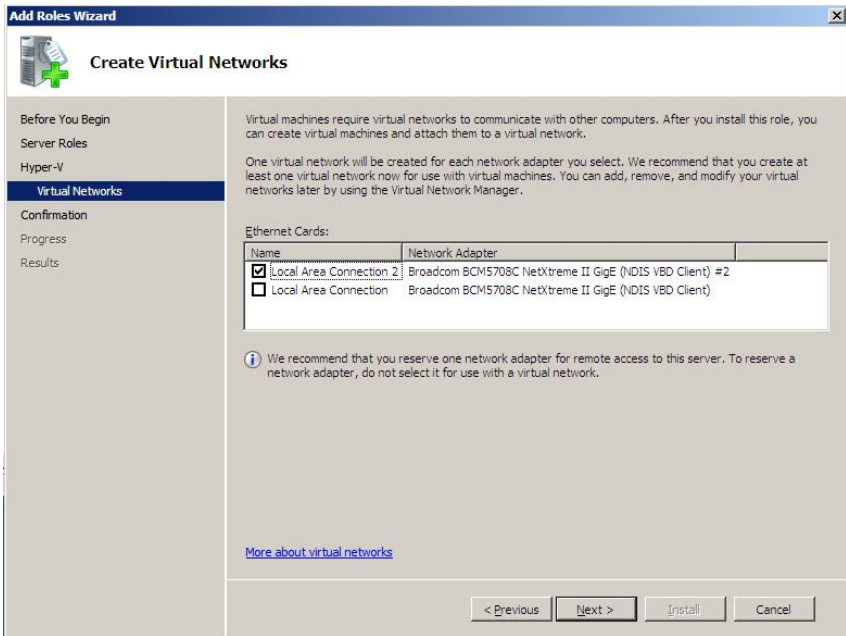 Add Roles Wizard
Create Virtual Networks
Before You Begin
Server Roles
Hyper-V
Virtual Networks
Confirmation
Progress
Results
Virtual machines require virtual networks to communicate with other computers. After you install this role, you
can create virtual machines and attach them to a virtual network.
One virtual network will be created for each network adapter you select. We recommend that you create at
least one virtual network now for use with virtual machines. You can add, remove, and modify your virtual
networks later by using the Virtual Network Manager.
Ethernet Cards:
Name Network Adapter
Local Area Connection 2 Broadcom BCM5708C NetXtreme II GigE (NDIS VBD Client) #2
Local Area Connection Broadcom BCM5708C NetXtreme II GigE (NDIS VBD Client)
We recommend that you reserve one network adapter for remote access to this server. To reserve a
network adapter, do not select it for use with a virtual network.
More about virtual networks
< Previous Next > Install Cancel